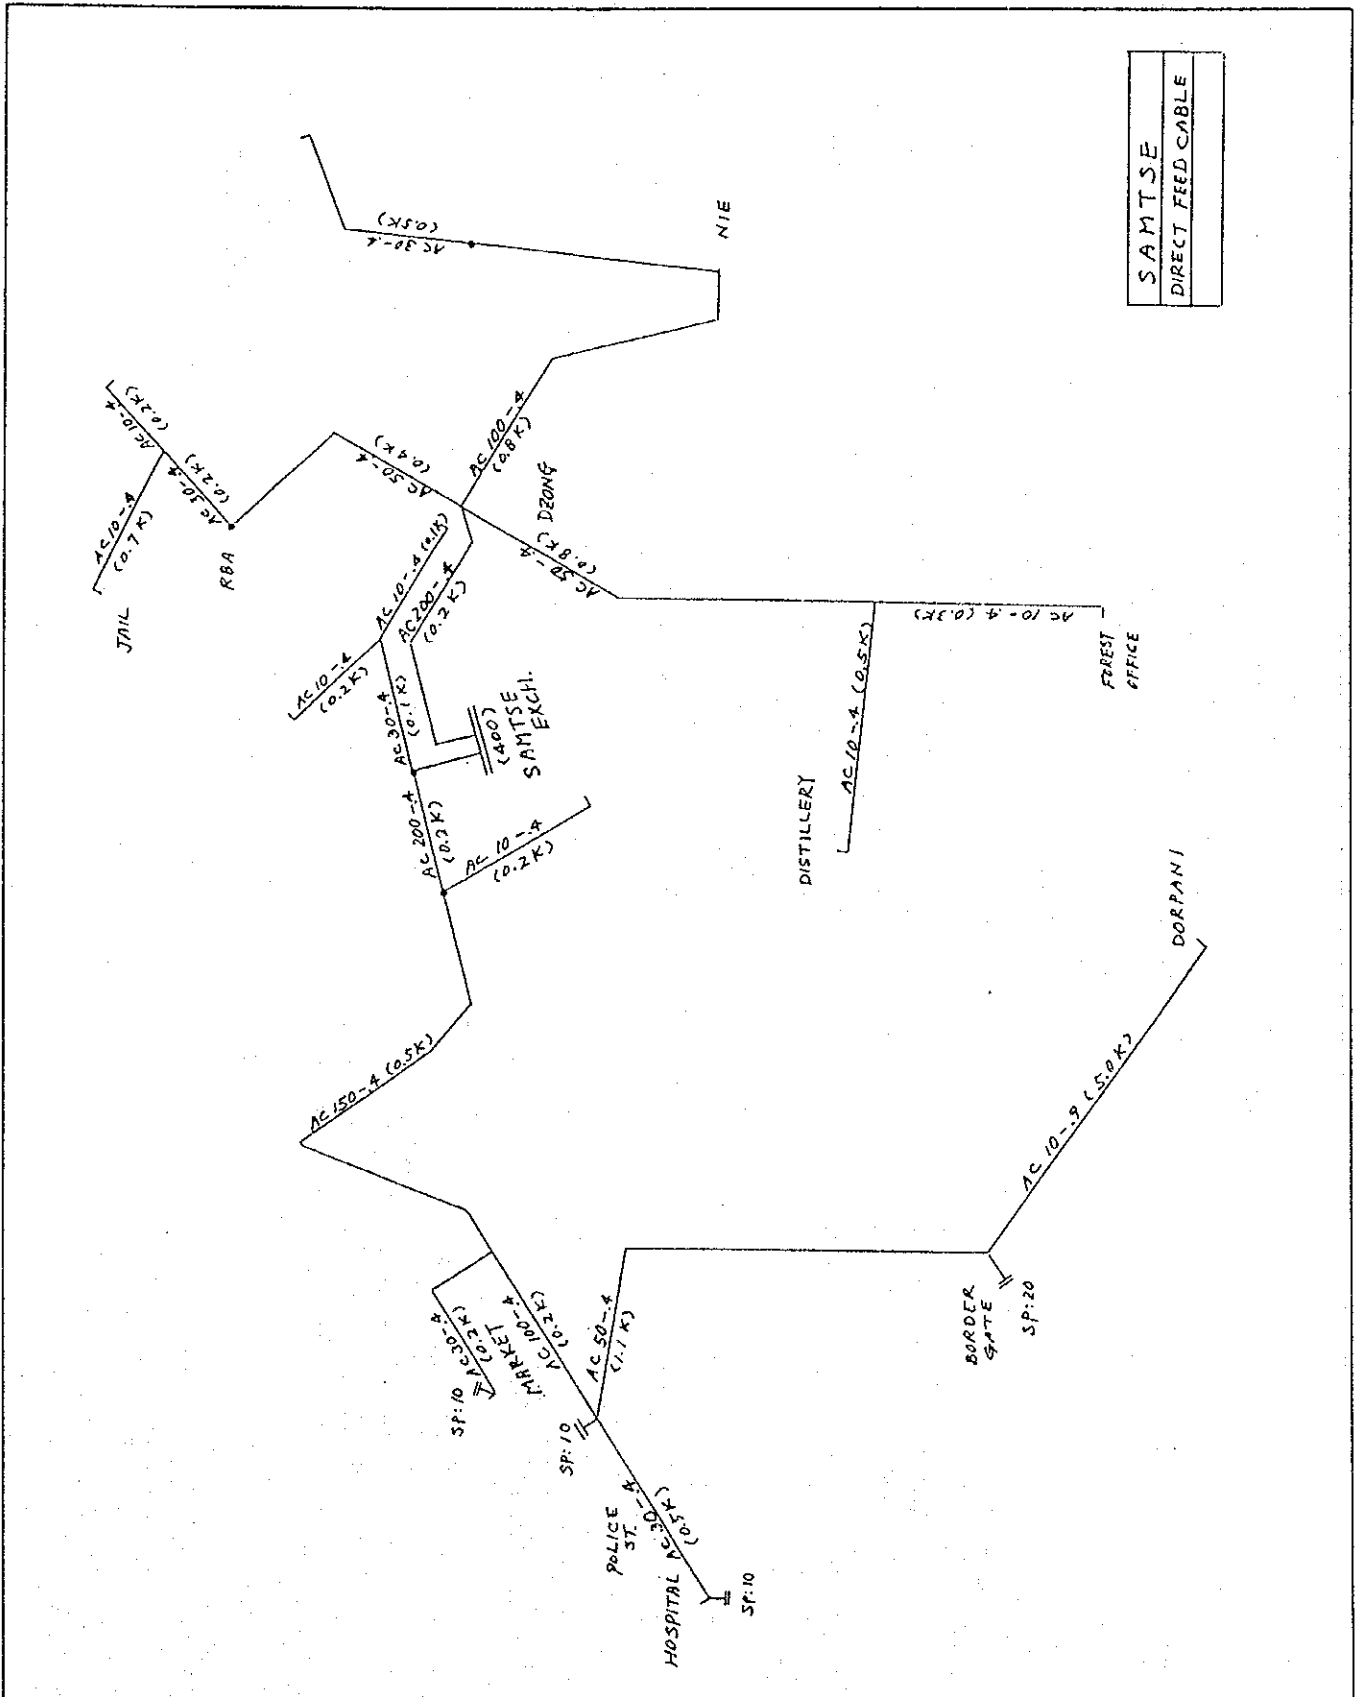 SAMTSE
DIRECT FEED CABLE
AC 30-.4
(0.5K)
NIE
AC 10-.4
(0.2K)
AC 30-.4
(0.2K)
AC 10-.4
(0.7K)
JAIL
RBA
AC 50-.4
(0.4K)
AC 100-.4
(0.8K)
DZONG
AC 50-.4
(0.8K)
AC 10-.4 (0.1K)
AC 200-.4
(0.2K)
AC 10-.4
(0.2K)
AC 30-.4
(0.1K)
(400)
SAMTSE
EXCH.
AC 200-.4
(0.2K)
AC 10-.4
(0.2K)
AC 10-.4 (0.3K)
FOREST
OFFICE
AC 10-.4 (0.5K)
DISTILLERY
AC 150-.4 (0.5K)
DORPANI
AC 10-.9 (5.0K)
BORDER
GATE
SP:20
AC 50-.4
(1.1K)
AC 100-.4
(0.2K)
MARKET
AC 30-.4
(0.2K)
SP:10
SP:10
POLICE
ST.
AC 30-.4
(0.5K)
HOSPITAL
SP:10